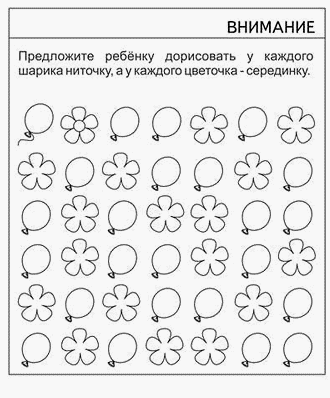 ВНИМАНИЕ
Предложите ребёнку дорисовать у каждого
шарика ниточку, а у каждого цветочка - серединку.